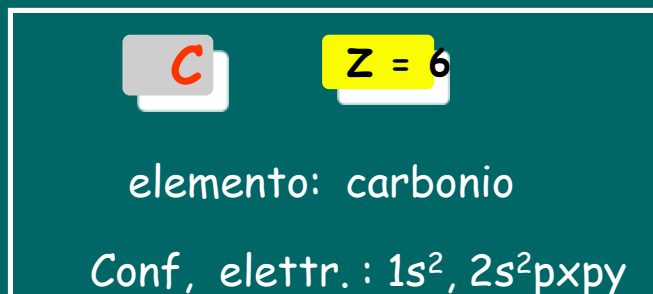 C Z = 6
elemento: carbonio
Conf, elettr. : 1s², 2s²pxpy